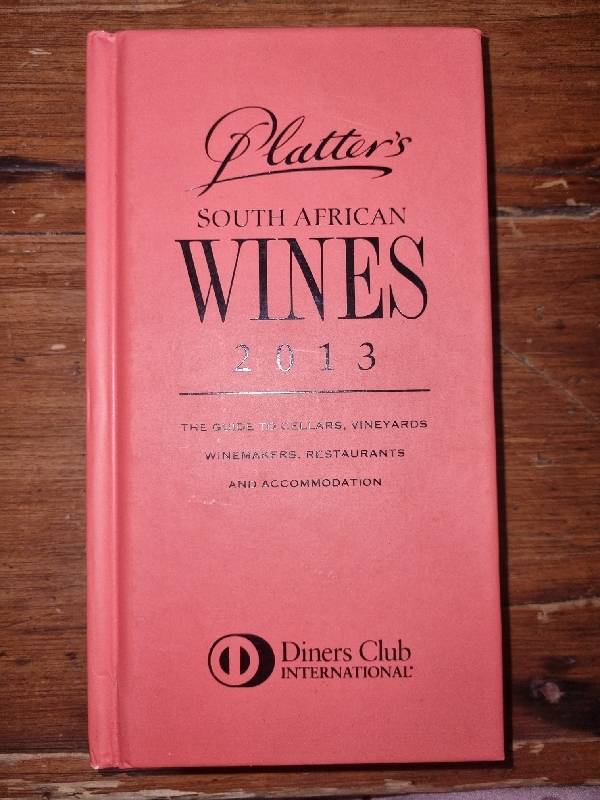 Platter's
SOUTH AFRICAN
WINES
2013
THE GUIDE TO CELLARS, VINEYARDS
WINEMAKERS, RESTAURANTS
AND ACCOMMODATION
Diners Club
INTERNATIONAL®